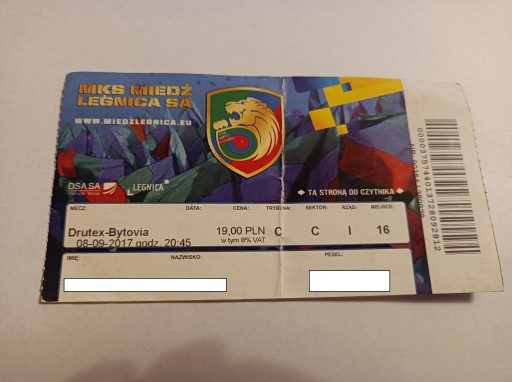 MKS MIEDŹ
LEGNICA SA
WWW.MIEDZLEGNICA.EU
DSA SA
LEGNICA
TĄ STRONĄ DO CZYTNIKA
MECZ: DATA: CENA: TRYBUNA: SEKTOR: RZĄD: MIEJSCE:
Drutex-Bytovia 19,00 PLN C C I 16
08-09-2017 godz. 20:45 w tym 8% VAT
IMIĘ: NAZWISKO: PESEL: